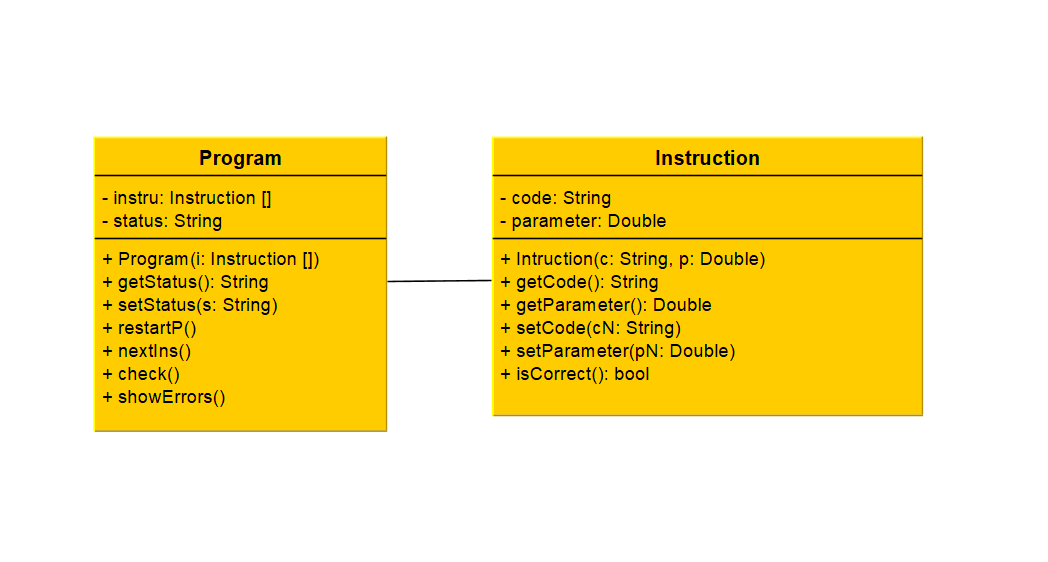 Program
- instru: Instruction []
- status: String
+ Program(i: Instruction [])
+ getStatus(): String
+ setStatus(s: String)
+ restartP()
+ nextIns()
+ check()
+ showErrors()
Instruction
- code: String
- parameter: Double
+ Intruction(c: String, p: Double)
+ getCode(): String
+ getParameter(): Double
+ setCode(cN: String)
+ setParameter(pN: Double)
+ isCorrect(): bool